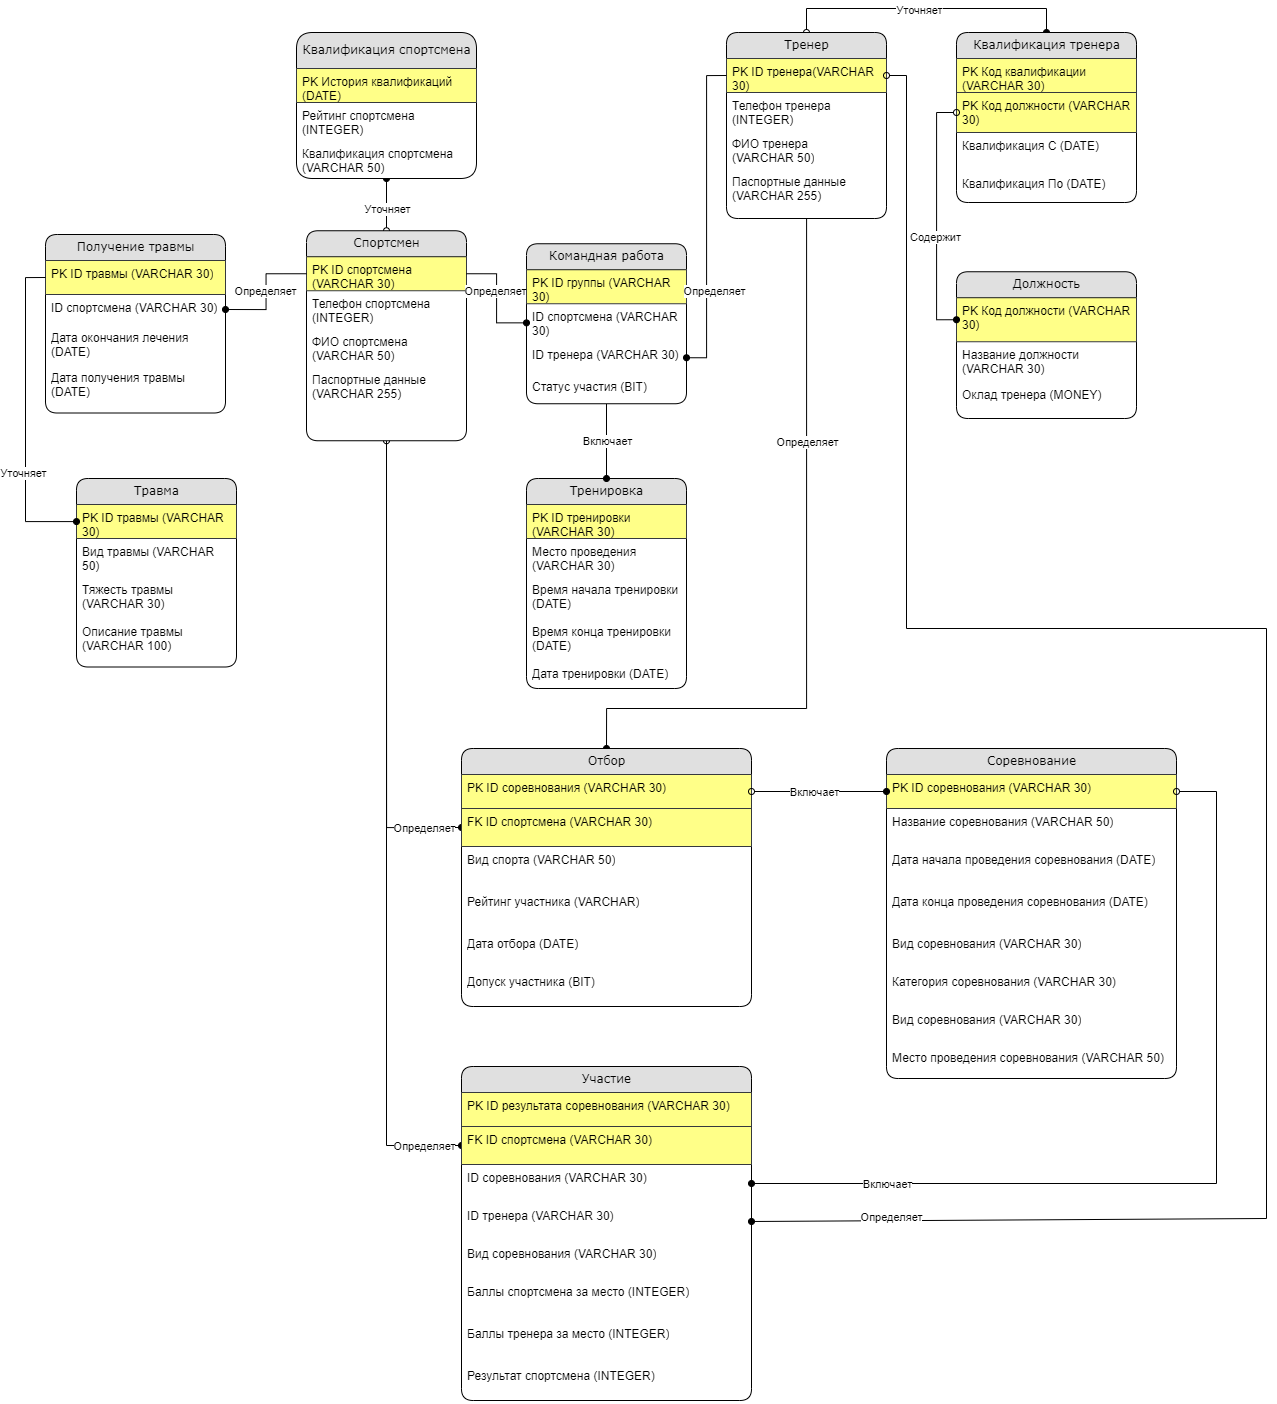 Уточняет
Квалификация спортсмена
PK История квалификаций
(DATE)
Рейтинг спортсмена
(INTEGER)
Квалификация спортсмена
(VARCHAR 50)
Тренер
PK ID тренера(VARCHAR
30)
Телефон тренера
(INTEGER)
ФИО тренера
(VARCHAR 50)
Паспортные данные
(VARCHAR 255)
Квалификация тренера
PK Код квалификации
(VARCHAR 30)
PK Код должности (VARCHAR
30)
Квалификация С (DATE)
Квалификация По (DATE)
Уточняет
Содержит
Получение травмы
PK ID травмы (VARCHAR 30)
ID спортсмена (VARCHAR 30)
Дата окончания лечения
(DATE)
Дата получения травмы
(DATE)
Определяет
Спортсмен
PK ID спортсмена
(VARCHAR 30)
Телефон спортсмена
(INTEGER)
ФИО спортсмена
(VARCHAR 50)
Паспортные данные
(VARCHAR 255)
Определяет
Командная работа
PK ID группы (VARCHAR
30)
ID спортсмена (VARCHAR
30)
ID тренера (VARCHAR 30)
Статус участия (BIT)
Определяет
Должность
PK Код должности (VARCHAR
30)
Название должности
(VARCHAR 30)
Оклад тренера (MONEY)
Включает
Определяет
Уточняет
Травма
PK ID травмы (VARCHAR
30)
Вид травмы (VARCHAR
50)
Тяжесть травмы
(VARCHAR 30)
Описание травмы
(VARCHAR 100)
Тренировка
PK ID тренировки
(VARCHAR 30)
Место проведения
(VARCHAR 30)
Время начала тренировки
(DATE)
Время конца тренировки
(DATE)
Дата тренировки (DATE)
Отбор
PK ID соревнования (VARCHAR 30)
FK ID спортсмена (VARCHAR 30)
Вид спорта (VARCHAR 50)
Рейтинг участника (VARCHAR)
Дата отбора (DATE)
Допуск участника (BIT)
Определяет
Включает
Соревнование
PK ID соревнования (VARCHAR 30)
Название соревнования (VARCHAR 50)
Дата начала проведения соревнования (DATE)
Дата конца проведения соревнования (DATE)
Вид соревнования (VARCHAR 30)
Категория соревнования (VARCHAR 30)
Вид соревнования (VARCHAR 30)
Место проведения соревнования (VARCHAR 50)
Участие
PK ID результата соревнования (VARCHAR 30)
FK ID спортсмена (VARCHAR 30)
ID соревнования (VARCHAR 30)
ID тренера (VARCHAR 30)
Вид соревнования (VARCHAR 30)
Баллы спортсмена за место (INTEGER)
Баллы тренера за место (INTEGER)
Результат спортсмена (INTEGER)
Определяет
Включает
Определяет